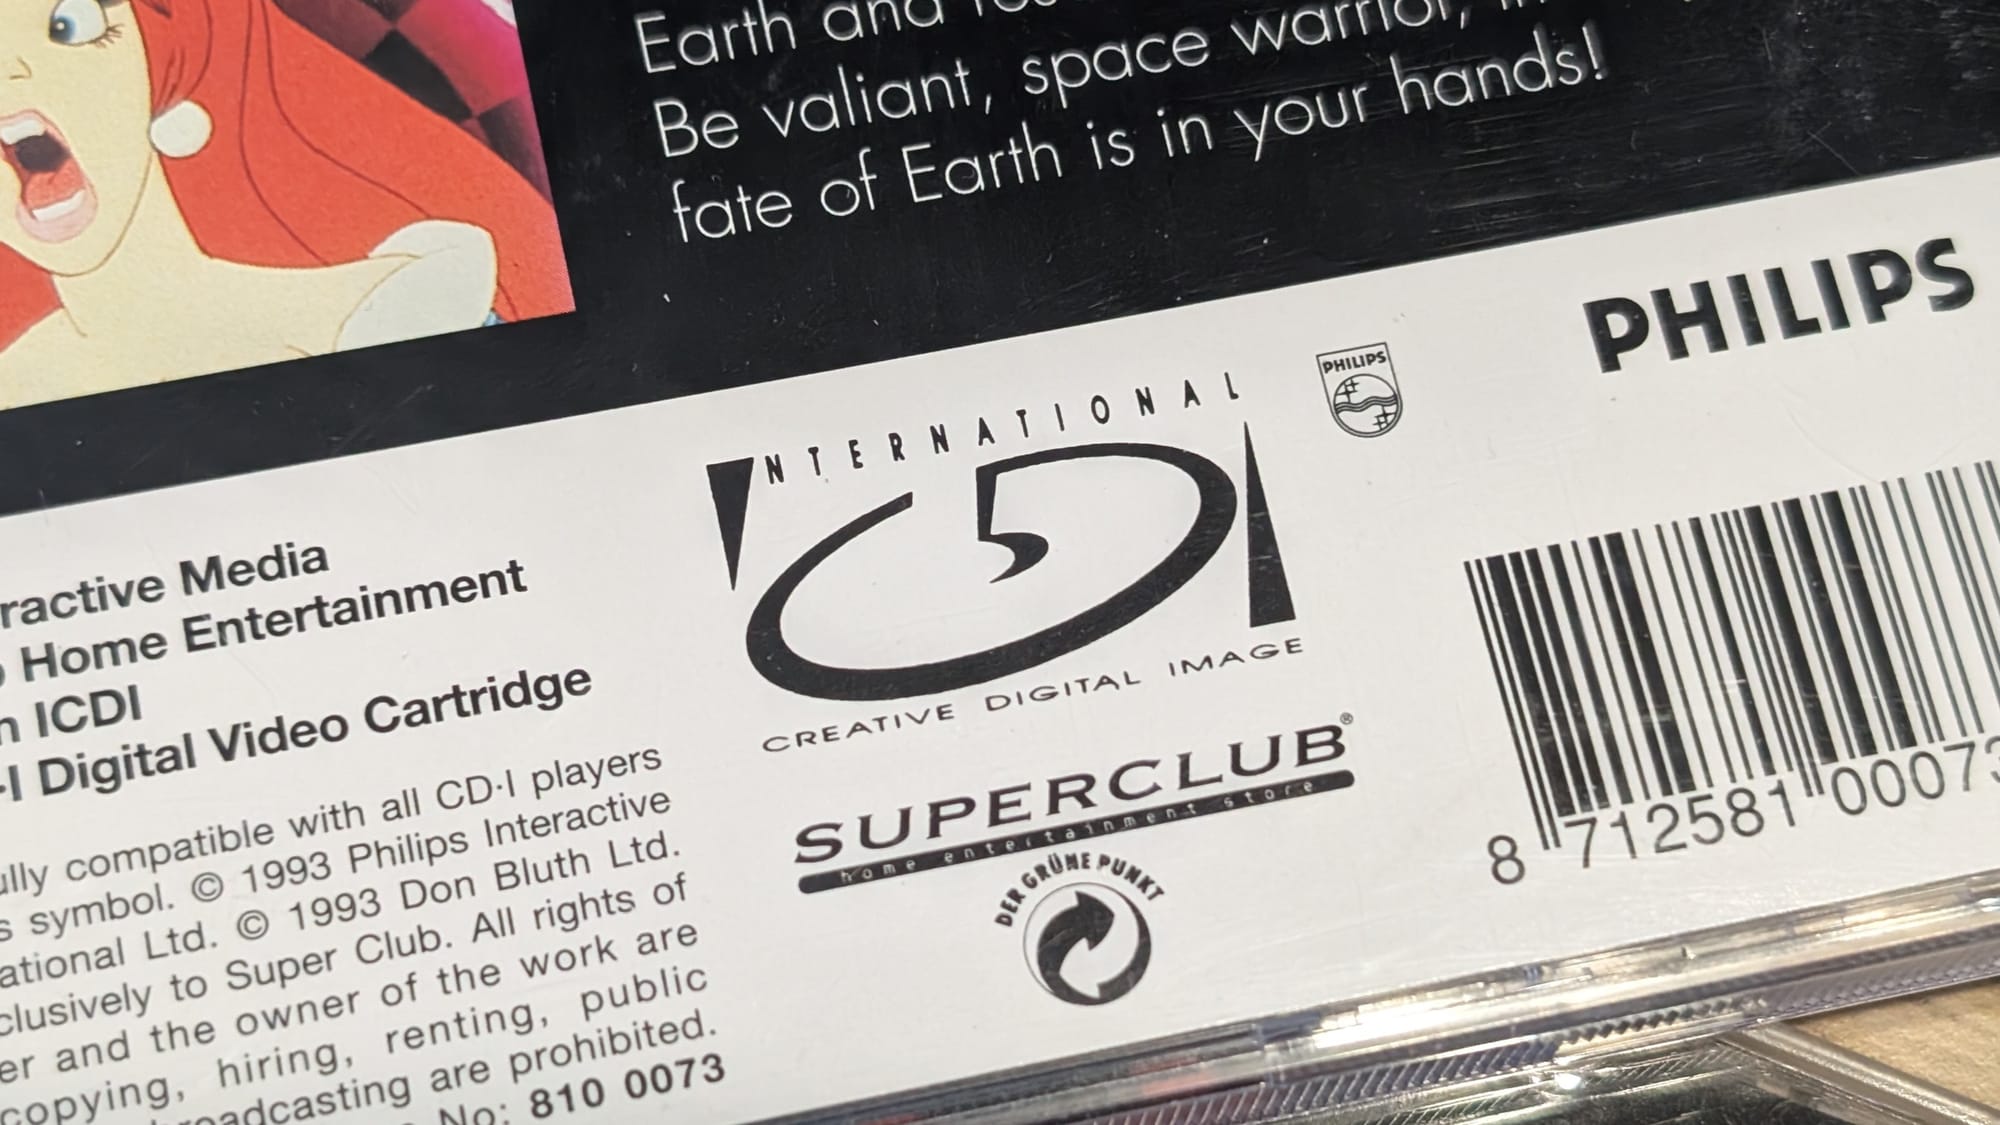 Earth and
Be valiant, space warrior,
fate of Earth is in your hands!
PHILIPS
PHILIPS
INTERNATIONAL
CDI
CREATIVE DIGITAL IMAGE
SUPERCLUB®
home entertainment store
DER GRÜNE PUNKT
8 712581 00073
ractive Media
Home Entertainment
ICDI
-I Digital Video Cartridge
ully compatible with all CD·I players
s symbol. © 1993 Philips Interactive
ational Ltd. © 1993 Don Bluth Ltd.
clusively to Super Club. All rights of
er and the owner of the work are
copying, hiring, renting, public
roadcasting are prohibited.
No: 810 0073